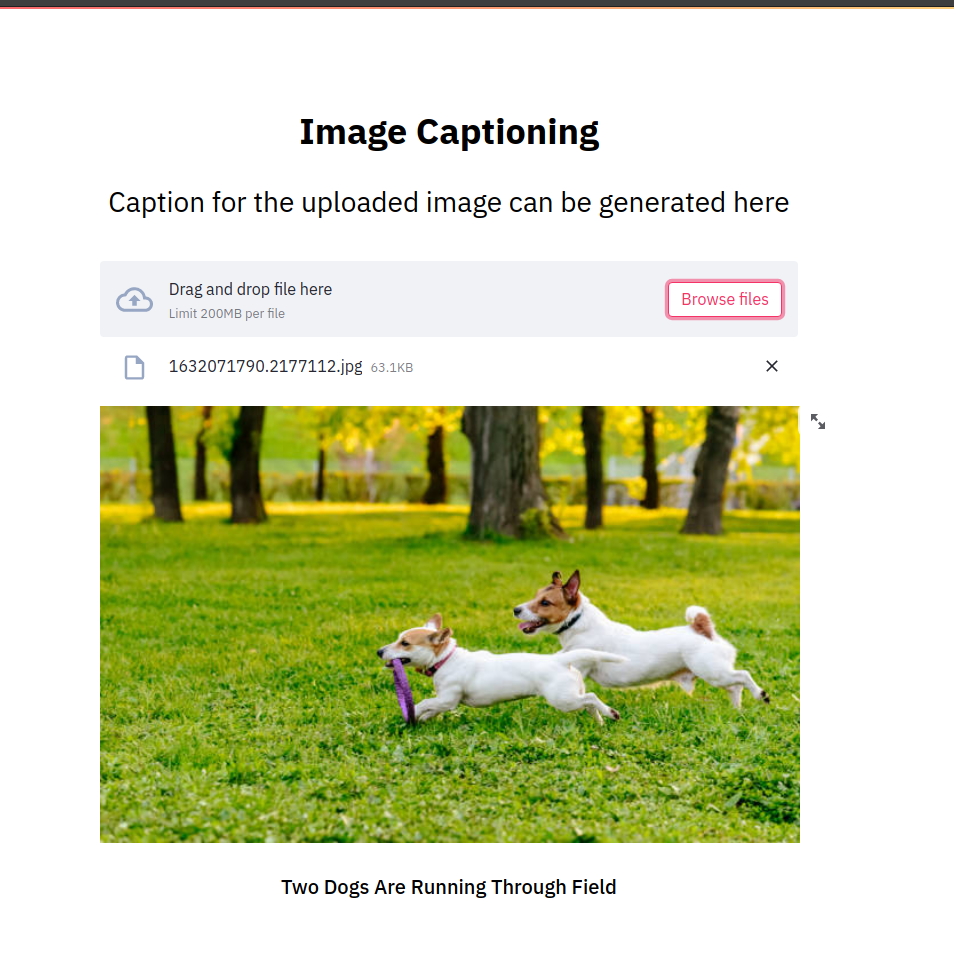 Image Captioning
Caption for the uploaded image can be generated here
Drag and drop file here
Limit 200MB per file
Browse files
1632071790.2177112.jpg 63.1KB
Two Dogs Are Running Through Field